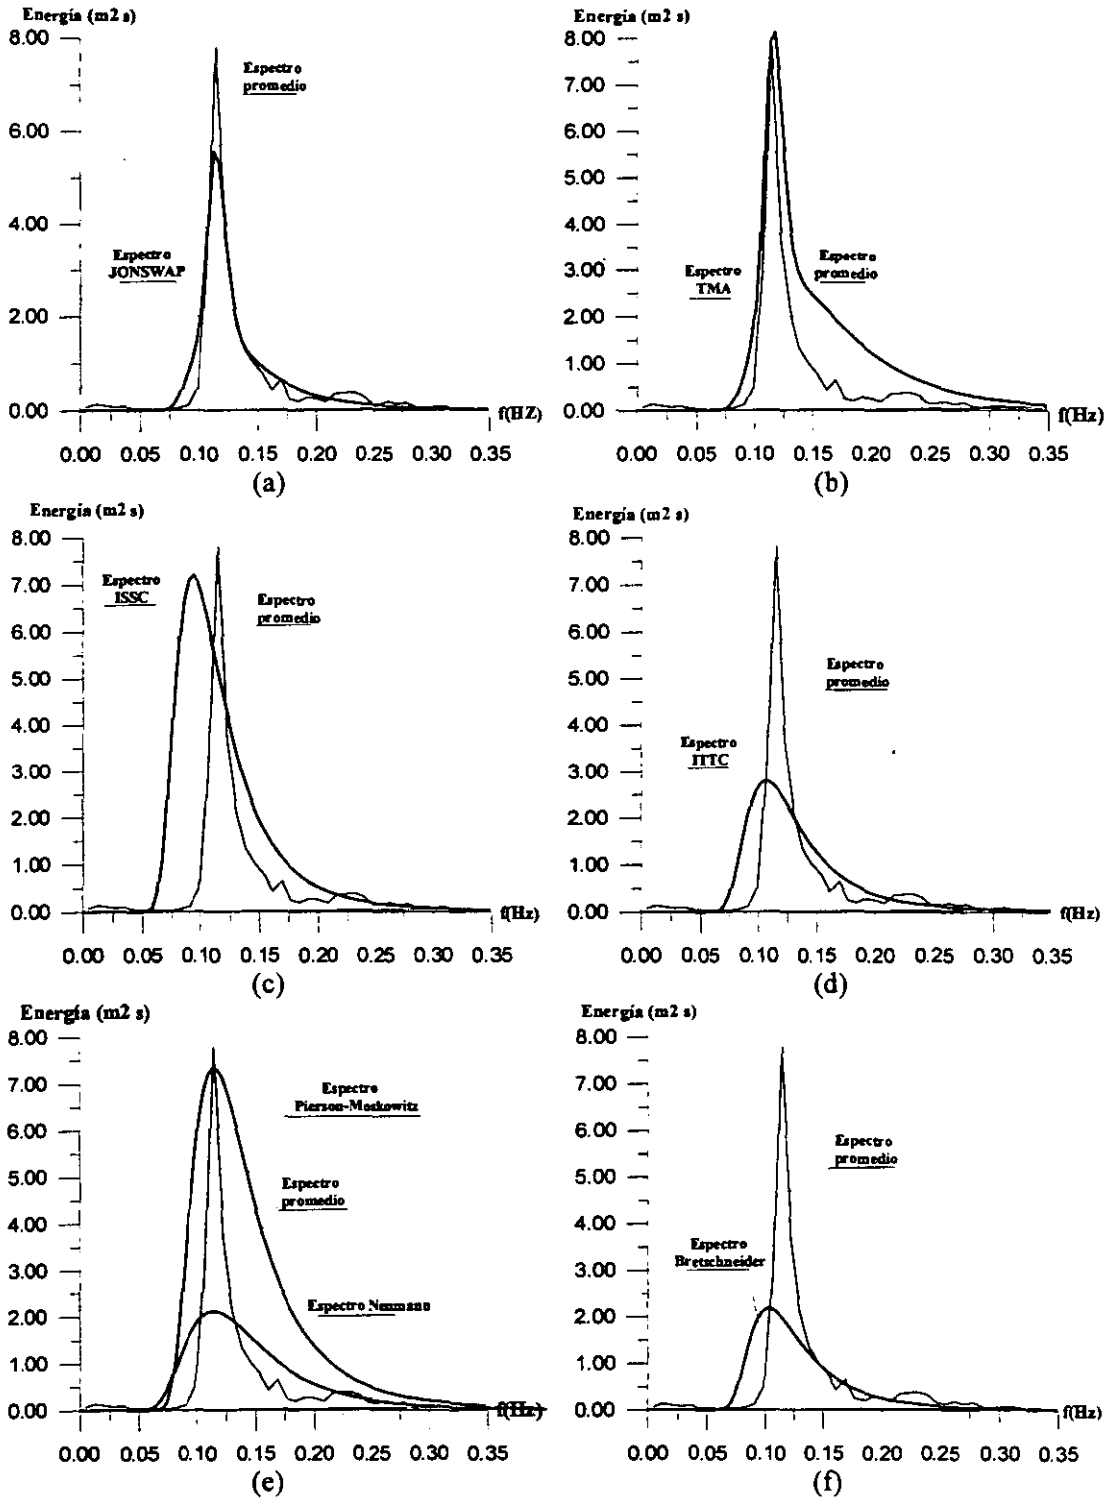 Energía (m2 s)
8.00
6.00
4.00
2.00
0.00
Espectro
promedio
Espectro
JONSWAP
f(HZ)
0.00 0.05 0.10 0.15 0.20 0.25 0.30 0.35
(a)
Energía (m2 s)
8.00
7.00
6.00
5.00
4.00
3.00
2.00
1.00
0.00
Espectro
TMA
Espectro
promedio
f(Hz)
0.00 0.05 0.10 0.15 0.20 0.25 0.30 0.35
(b)
Energía (m2 s)
8.00
7.00
6.00
5.00
4.00
3.00
2.00
1.00
0.00
Espectro
ISSC
Espectro
promedio
f(Hz)
0.00 0.05 0.10 0.15 0.20 0.25 0.30 0.35
(c)
Energía (m2 s)
8.00
7.00
6.00
5.00
4.00
3.00
2.00
1.00
0.00
Espectro
promedio
Espectro
ITTC
f(Hz)
0.00 0.05 0.10 0.15 0.20 0.25 0.30 0.35
(d)
Energía (m2 s)
8.00
7.00
6.00
5.00
4.00
3.00
2.00
1.00
0.00
Espectro
Pierson-Moskowitz
Espectro
promedio
Espectro Neumann
f(Hz)
0.00 0.05 0.10 0.15 0.20 0.25 0.30 0.35
(e)
Energía (m2 s)
8.00
7.00
6.00
5.00
4.00
3.00
2.00
1.00
0.00
Espectro
promedio
Espectro
Bretschneider
f(Hz)
0.00 0.05 0.10 0.15 0.20 0.25 0.30 0.35
(f)